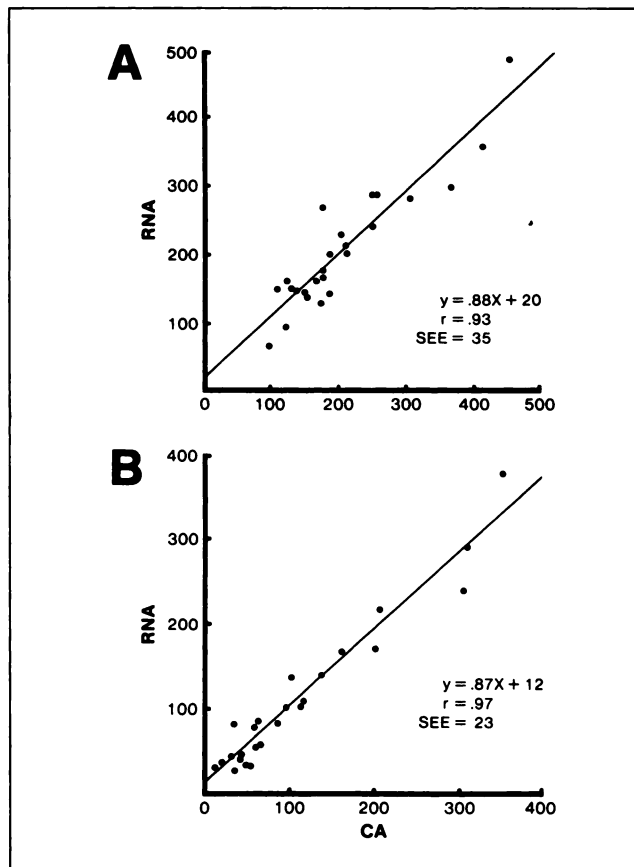 A
500
400
300
200
100
0
100
200
300
400
500
RNA
y = .88X + 20
r = .93
SEE = 35
B
400
300
200
100
0
100
200
300
400
RNA
CA
y = .87X + 12
r = .97
SEE = 23